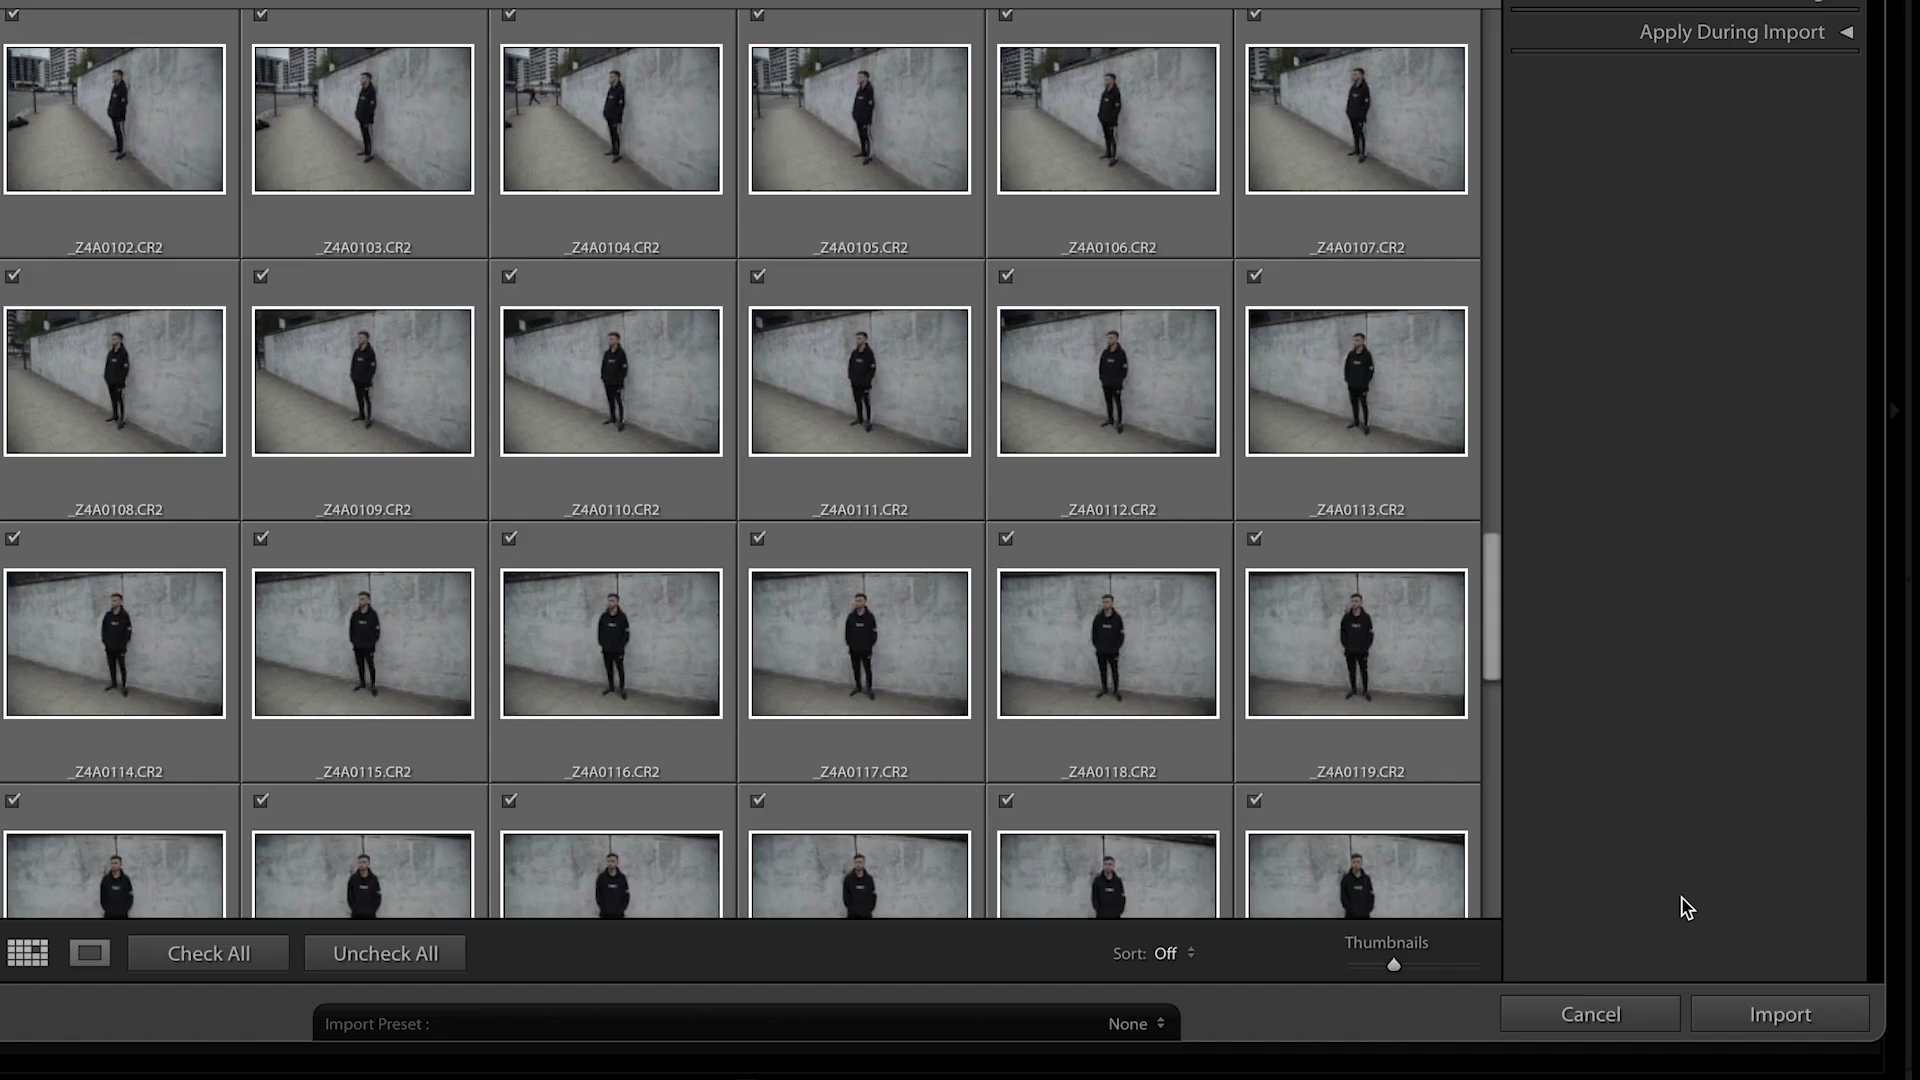 Apply During Import
_Z4A0102.CR2
_Z4A0103.CR2
_Z4A0104.CR2
_Z4A0105.CR2
_Z4A0106.CR2
_Z4A0107.CR2
_Z4A0108.CR2
_Z4A0109.CR2
_Z4A0110.CR2
_Z4A0111.CR2
_Z4A0112.CR2
_Z4A0113.CR2
_Z4A0114.CR2
_Z4A0115.CR2
_Z4A0116.CR2
_Z4A0117.CR2
_Z4A0118.CR2
_Z4A0119.CR2
Check All
Uncheck All
Sort: Off
Thumbnails
Import Preset :
None
Cancel
Import